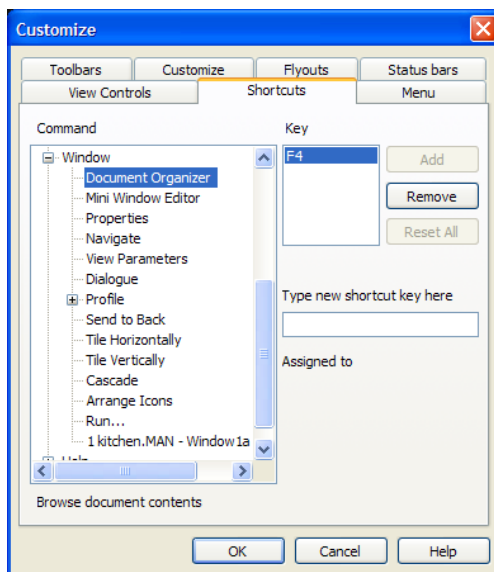 Customize
Toolbars Customize Flyouts Status bars
View Controls Shortcuts Menu
Command Key
Window F4 Add
Document Organizer
Mini Window Editor Remove
Properties
Navigate Reset All
View Parameters
Dialogue
Profile Type new shortcut key here
Send to Back
Tile Horizontally
Tile Vertically Assigned to
Cascade
Arrange Icons
Run...
1 kitchen.MAN - Window1a
Help
Browse document contents
OK Cancel Help